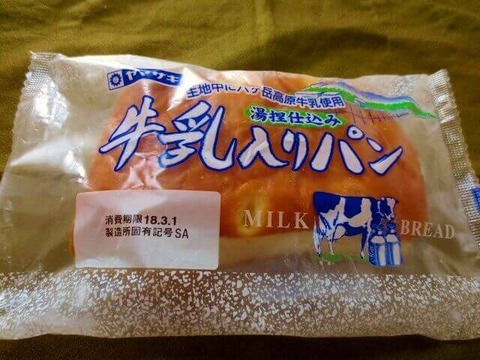 ヤマザキ
生地中に八ヶ岳高原牛乳使用
湯捏仕込み
牛乳入りパン
消費期限18.3.1
製造所固有記号SA
MILK BREAD